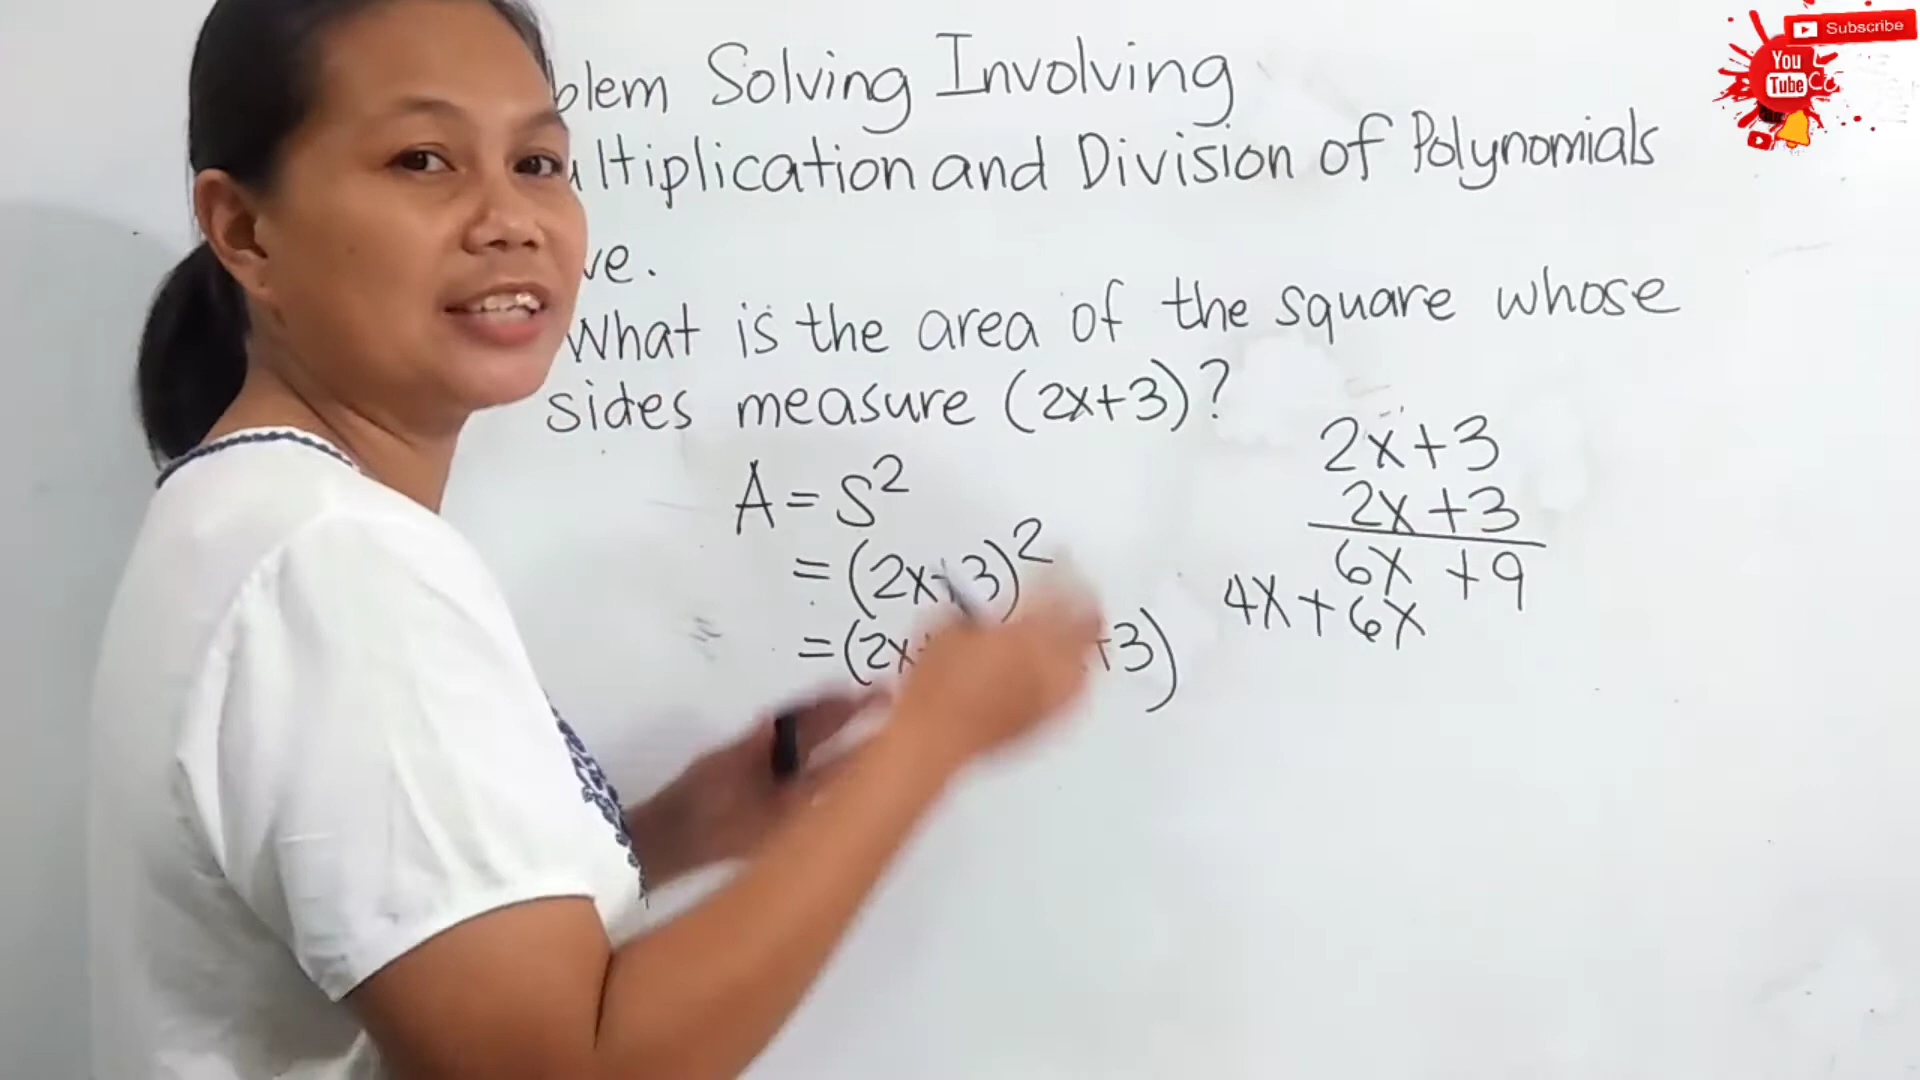 blem Solving Involving
ultiplication and Division of Polynomials
ve.
What is the area of the square whose
sides measure (2x+3)?
A = S²
= (2x+3)²
= (2x +3)
2x+3
2x+3
6x +9
4x+6x
Subscribe
You
Tube